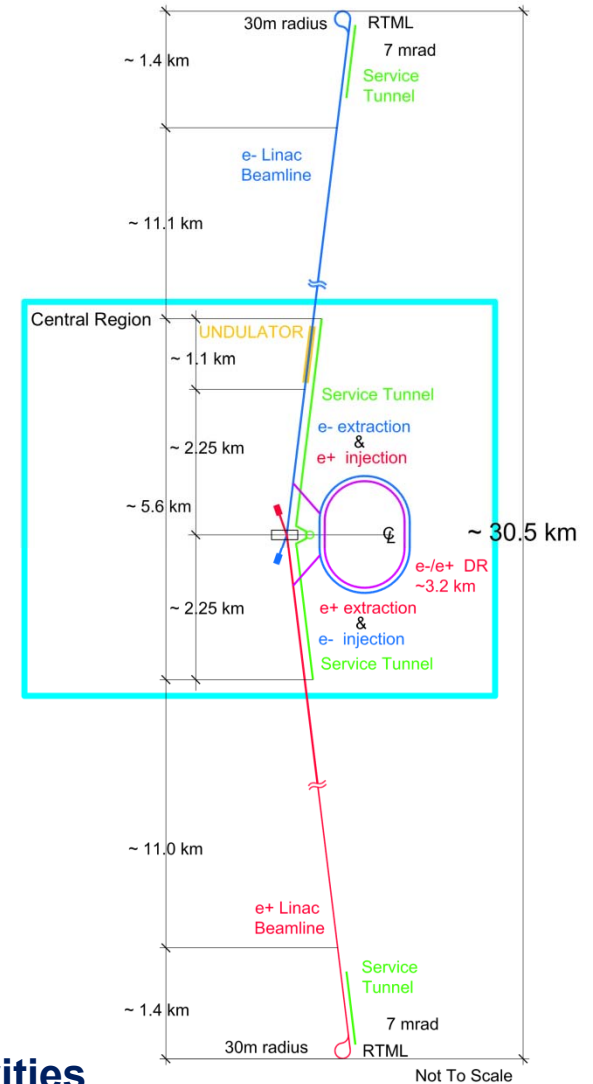 30m radius
RTML
7 mrad
~ 1.4 km
Service
Tunnel
e- Linac
Beamline
~ 11.1 km
Central Region
UNDULATOR
~ 1.1 km
Service Tunnel
e- extraction
&
e+ injection
~ 2.25 km
~ 5.6 km
~ 30.5 km
e-/e+ DR
~3.2 km
~ 2.25 km
e+ extraction
&
e- injection
Service Tunnel
~ 11.0 km
e+ Linac
Beamline
Service
Tunnel
~ 1.4 km
7 mrad
30m radius
RTML
Not To Scale